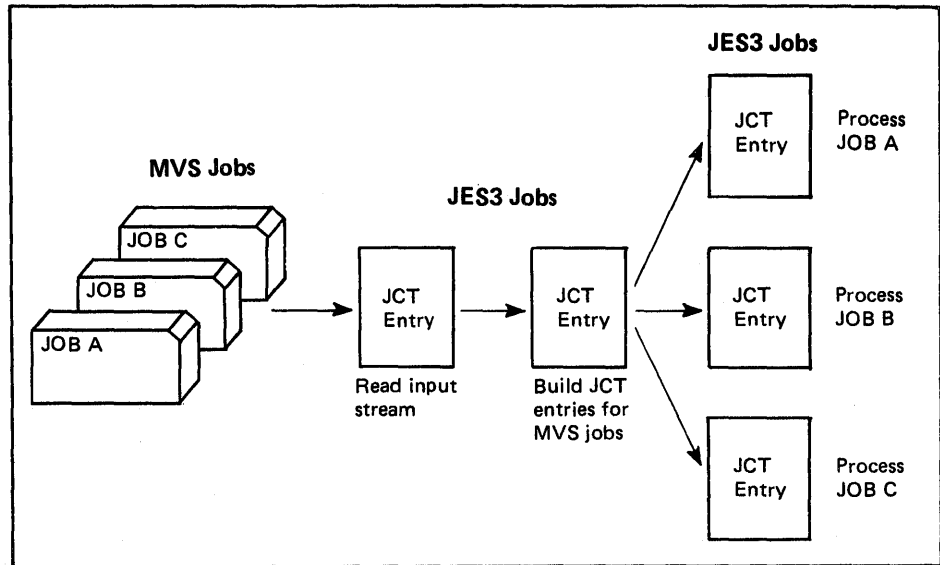 MVS Jobs
JOB C
JOB B
JOB A
JES3 Jobs
JCT
Entry
Read input
stream
JCT
Entry
Build JCT
entries for
MVS jobs
JES3 Jobs
JCT
Entry
Process
JOB A
JCT
Entry
Process
JOB B
JCT
Entry
Process
JOB C